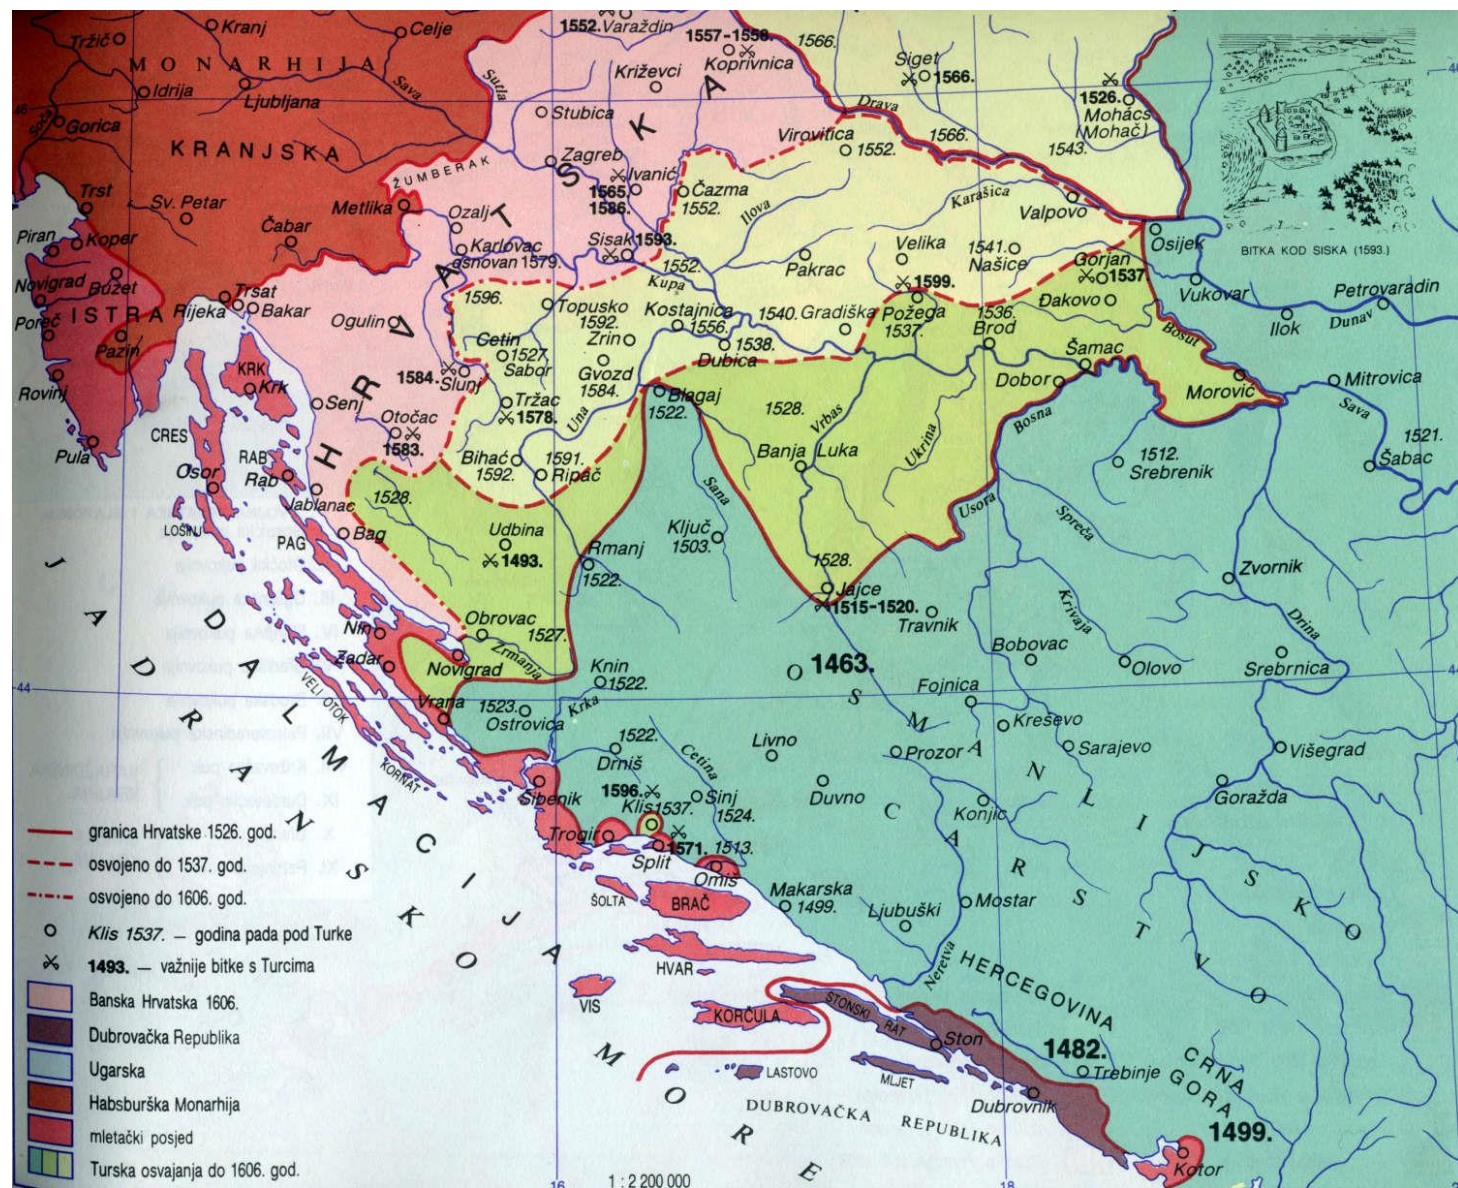 1552.
Varaždin
1557-1558.
Koprivnica
1566.
Siget
1566.
1526.
Mohács
(Mohač)
Tržič
Kranj
Celje
MONARHIJA
Idrija
Ljubljana
Sava
Sutla
Križevci
Stubica
46
46
Soča
Gorica
KRANJSKA
ŽUMBERAK
Zagreb
Ivanić
1565.
1586.
Čazma
1552.
Ilova
Virovitica
1552.
Drava
1566.
1543.
Karašica
Valpovo
Trst
Sv. Petar
Metlika
Čabar
Ozalj
Karlovac
osnovan 1579.
Sisak 1593.
1552.
Kupa
Pakrac
Velika
1541.
Našice
Gorjan
1537.
Osijek
BITKA KOD SISKA (1593.)
Piran
Koper
Novigrad
Buzet
Poreč
ISTRA
Pazin
Rovinj
Pula
Rijeka
Trsat
Bakar
Ogulin
1596.
Topusko
1592.
Cetin
1527.
Sabor
Zrin
Gvozd
1584.
Kostajnica
1556.
1538.
Dubica
1540.
Gradiška
1599.
Požega
1537.
1536.
Brod
Đakovo
Vukovar
Ilok
Petrovaradin
Dunav
Bosut
Šamac
Dobor
Morović
Mitrovica
Sava
1521.
Šabac
KRK
Krk
Senj
1584.
Slunj
Tržac
1578.
Otočac
1583.
Una
Blagaj
1522.
1528.
Vrbas
Ukrina
Bosna
Banja Luka
1512.
Srebrenik
CRES
Osor
RAB
Rab
Jablanac
LOŠINJ
PAG
Bag
1528.
Bihać
1592.
1591.
Ripač
Sana
Usora
Spreča
HRVATSKA
Udbina
1493.
Rmanj
1522.
Ključ
1503.
1528.
Jajce
1515-1520.
Travnik
Zvornik
Krivaja
Drina
Nin
Zadar
Obrovac
1527.
Zrmanja
Novigrad
Knin
1522.
1463.
Bobovac
Olovo
Srebrnica
44
44
VELI OTOK
Vrana
1523.
Ostrovica
Krka
Fojnica
Kreševo
Sarajevo
Višegrad
KORNAT
1522.
Drniš
Cetina
Livno
Prozor
Duvno
Konjic
Goražda
Šibenik
1596.
Klis 1537.
Sinj
1524.
OSMANLIJSKO
CARSTVO
Trogir
1571.
Split
1513.
Omiš
Makarska
1499.
Ljubuški
Mostar
ŠOLTA
BRAČ
HVAR
VIS
KORČULA
Neretva
HERCEGOVINA
STONSKI RAT
Ston
1482.
Trebinje
CRNA
GORA
1499.
LASTOVO
MLJET
DUBROVAČKA REPUBLIKA
Dubrovnik
Kotor
JADRANSKO MORE
DALMACIJA
granica Hrvatske 1526. god.
osvojeno do 1537. god.
osvojeno do 1606. god.
Klis 1537. — godina pada pod Turke
1493. — važnije bitke s Turcima
Banska Hrvatska 1606.
Dubrovačka Republika
Ugarska
Habsburška Monarhija
mletački posjed
Turska osvajanja do 1606. god.
16
1 : 2 200 000
18